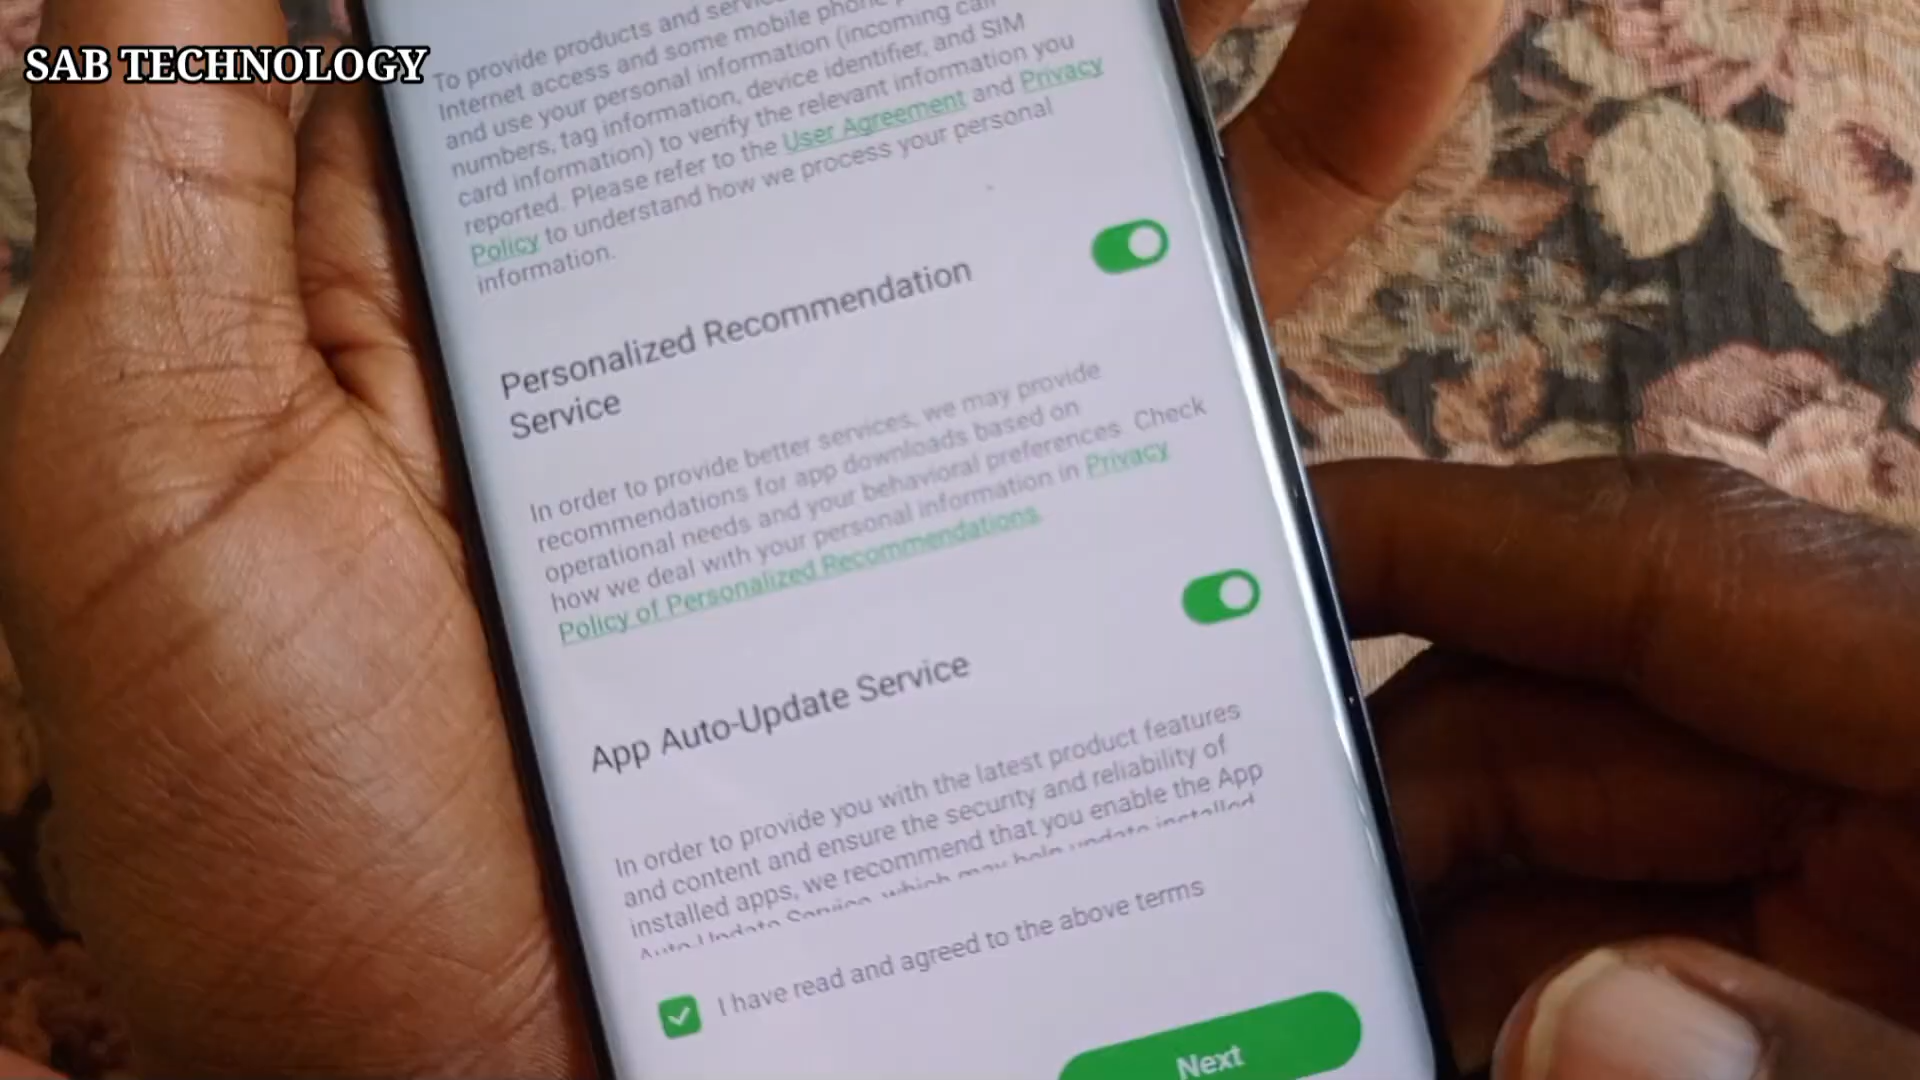 SAB TECHNOLOGY
To provide products and
Internet access and some mobile phone
and use your personal information (incoming call
numbers, tag information, device identifier, and SIM
card information) to verify the relevant information you
reported. Please refer to the User Agreement and Privacy
Policy to understand how we process your personal
information.
Personalized Recommendation
Service
In order to provide better services, we may provide
recommendations for app downloads based on
operational needs and your behavioral preferences. Check
how we deal with your personal information in Privacy
Policy of Personalized Recommendations.
App Auto-Update Service
In order to provide you with the latest product features
and content and ensure the security and reliability of
installed apps, we recommend that you enable the App
Auto-Update Service, which may help update installed
I have read and agreed to the above terms
Next